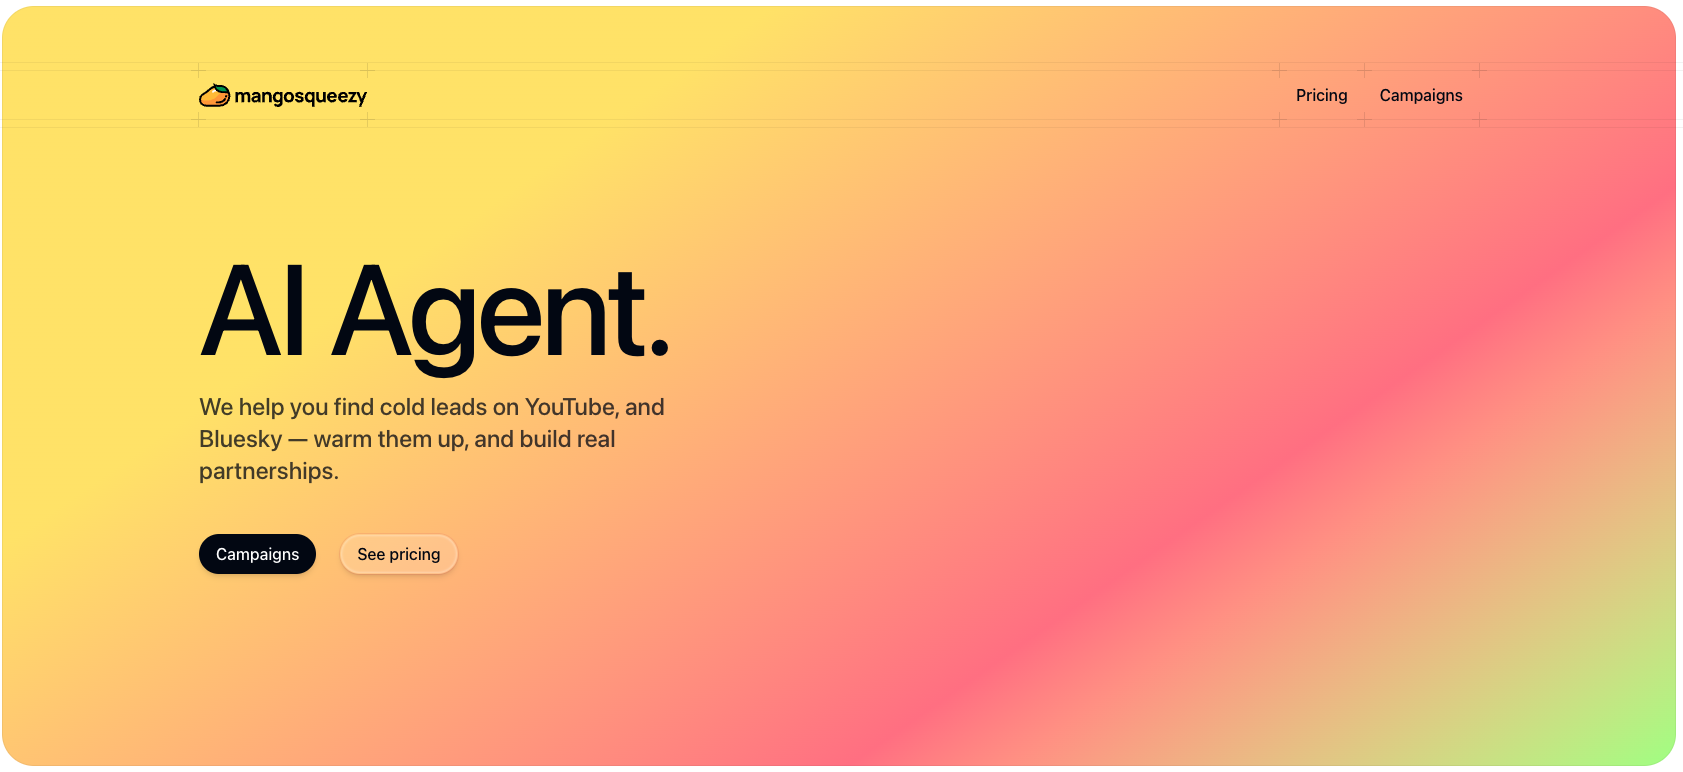 mangosqueezy
Pricing
Campaigns
AI Agent.
We help you find cold leads on YouTube, and
Bluesky — warm them up, and build real
partnerships.
Campaigns
See pricing